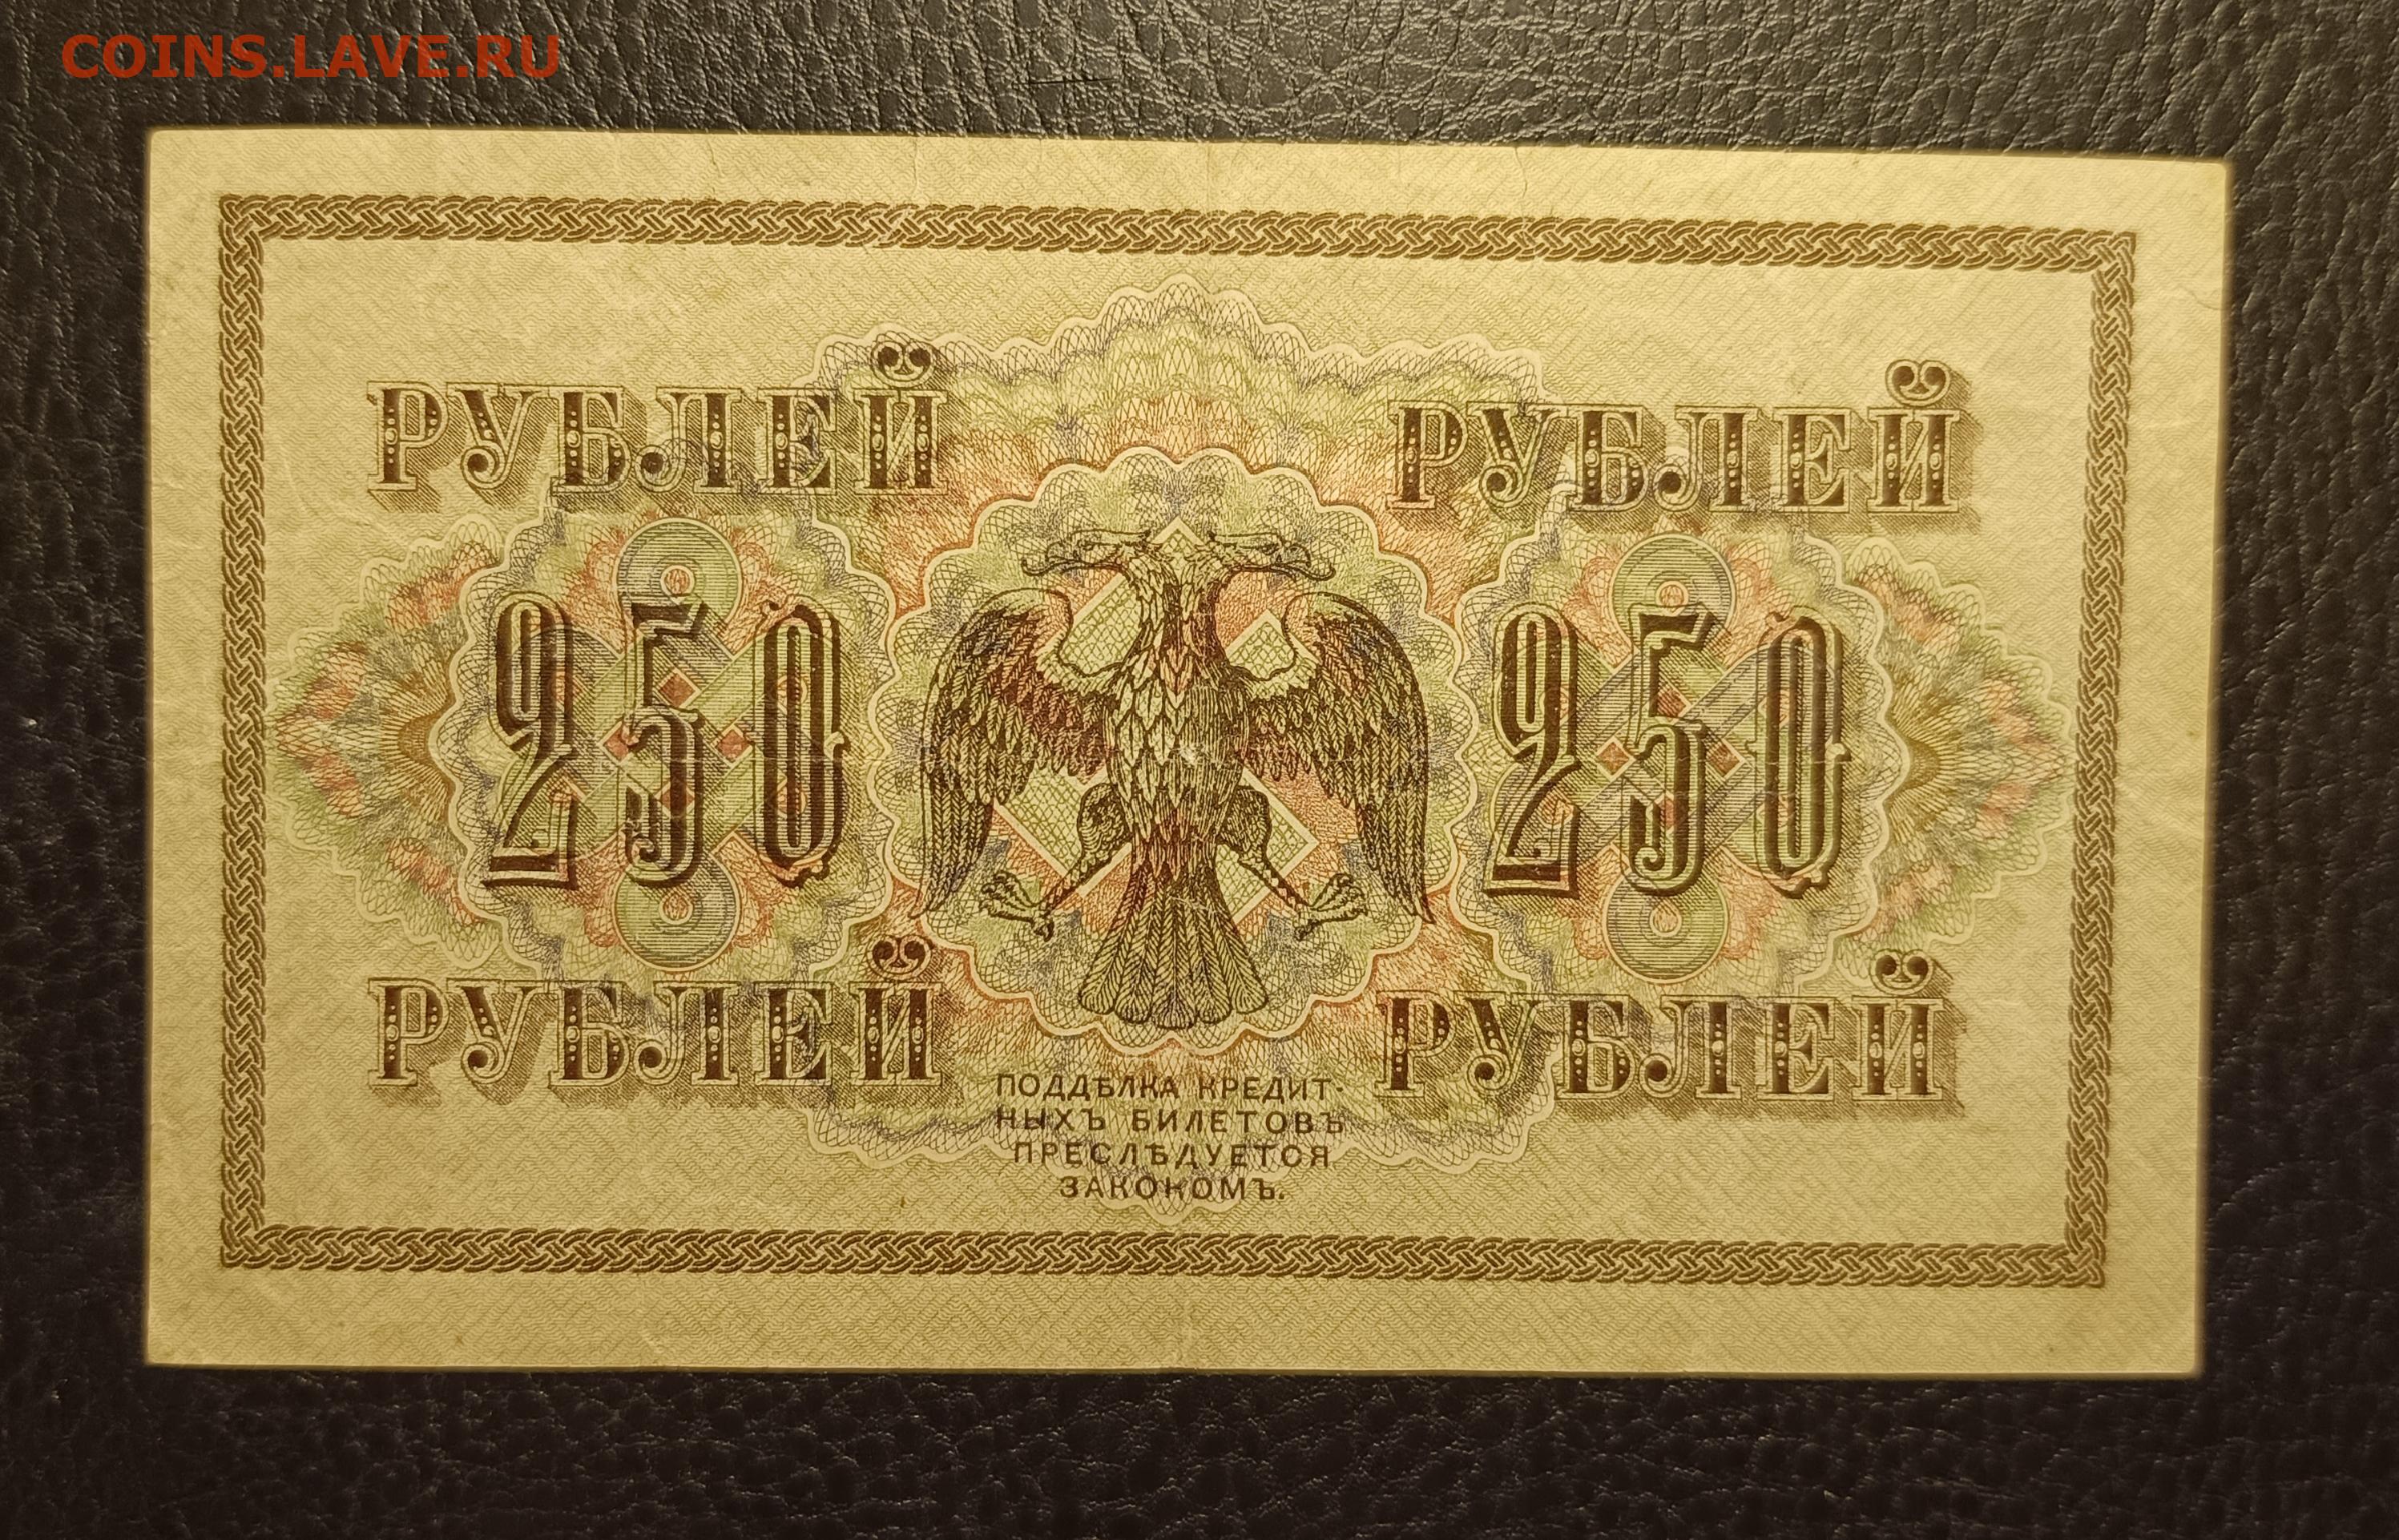 COINS.LAVE.RU
РУБЛЕЙ РУБЛЕЙ
250 250
РУБЛЕЙ РУБЛЕЙ
ПОДДѢЛКА КРЕДИТ-
НЫХЪ БИЛЕТОВЪ
ПРЕСЛѢДУЕТСЯ
ЗАКОНОМЪ.